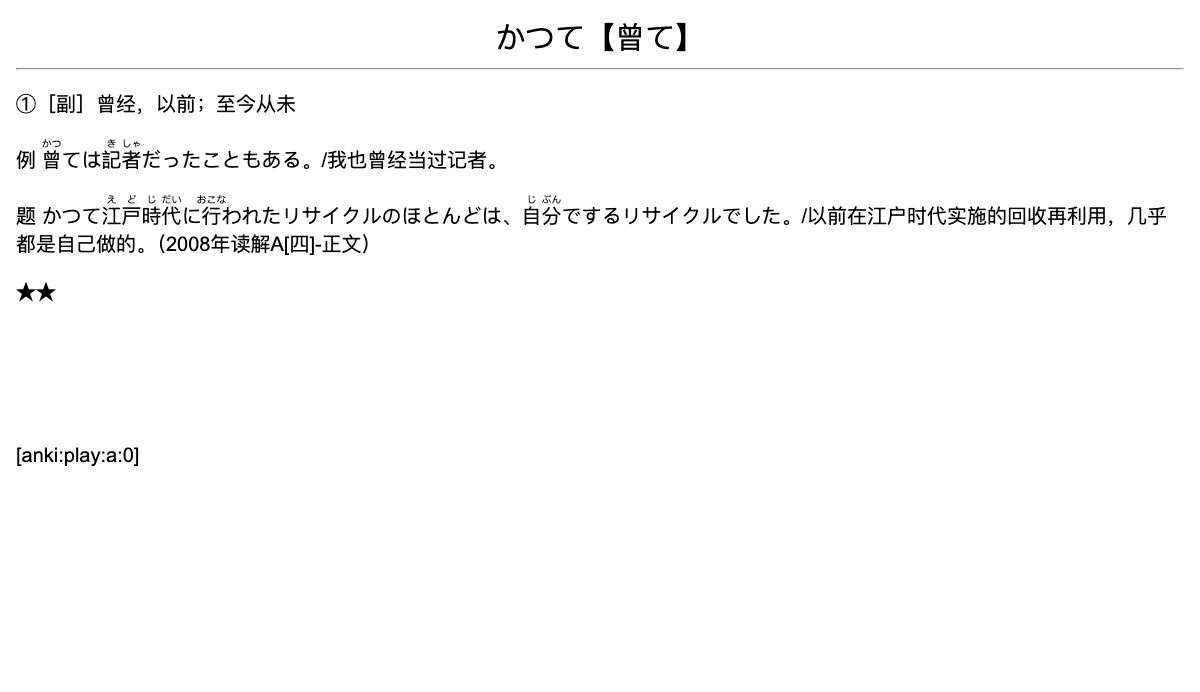 かつて【曾て】
①［副］曾经，以前；至今从未
かつ き しゃ
例 曾ては記者だったこともある。/我也曾经当过记者。
え ど じ だい おこな じ ぶん
题 かつて江戸時代に行われたリサイクルのほとんどは、自分でするリサイクルでした。/以前在江户时代实施的回收再利用，几乎
都是自己做的。（2008年读解A[四]-正文）
★★
[anki:play:a:0]